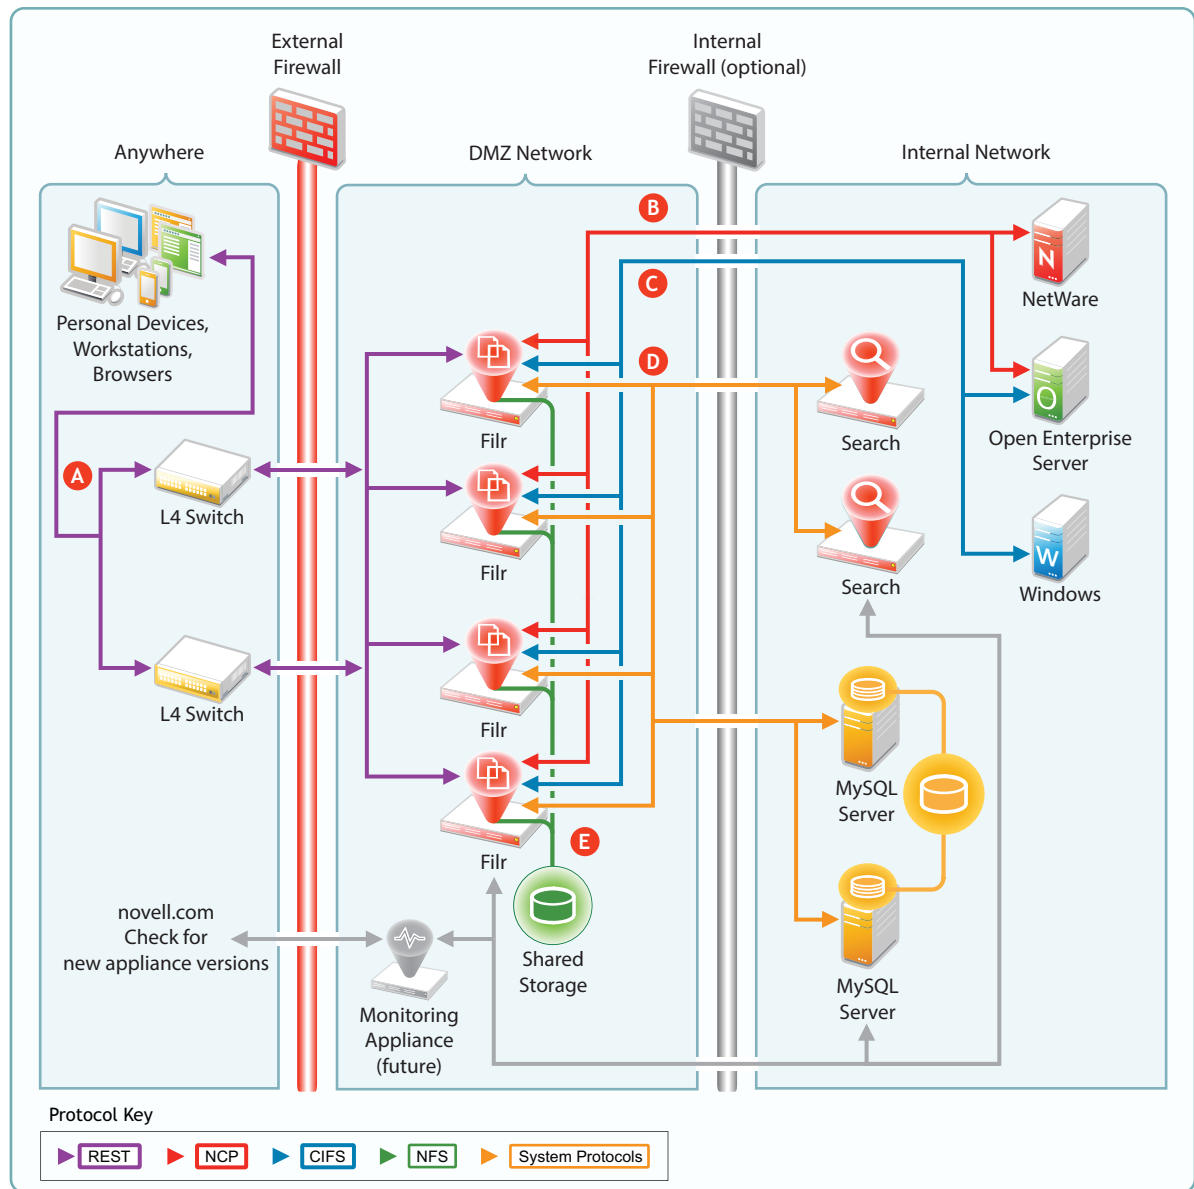 External
Firewall
Internal
Firewall (optional)
Anywhere
DMZ Network
Internal Network
Personal Devices,
Workstations,
Browsers
A
L4 Switch
L4 Switch
B
C
D
Filr
Filr
Filr
Filr
E
Shared
Storage
novell.com
Check for
new appliance versions
Monitoring
Appliance
(future)
N
NetWare
O
Open Enterprise
Server
W
Windows
Search
Search
MySQL
Server
MySQL
Server
Protocol Key
REST
NCP
CIFS
NFS
System Protocols